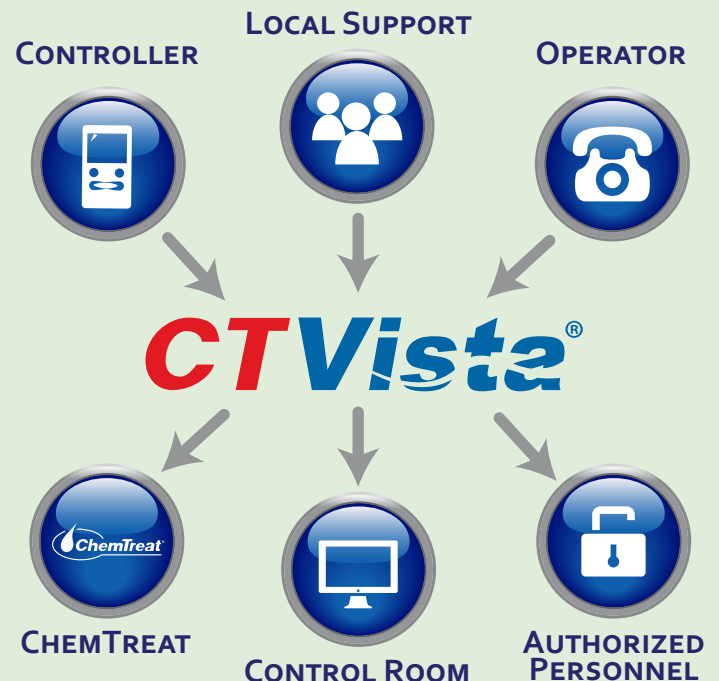 LOCAL SUPPORT
CONTROLLER
OPERATOR
CTVista®
ChemTreat®
CHEMTREAT
CONTROL ROOM
AUTHORIZED
PERSONNEL